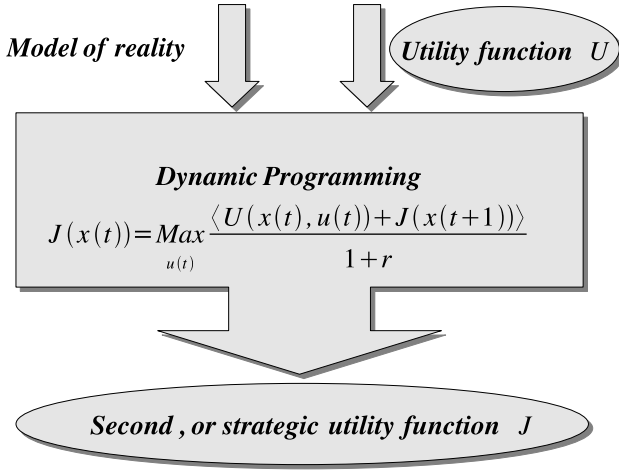 Model of reality
Utility function U
Dynamic Programming
J(x(t))=Max u(t) ⟨U(x(t),u(t))+J(x(t+1))⟩ / 1+r
Second , or strategic utility function J